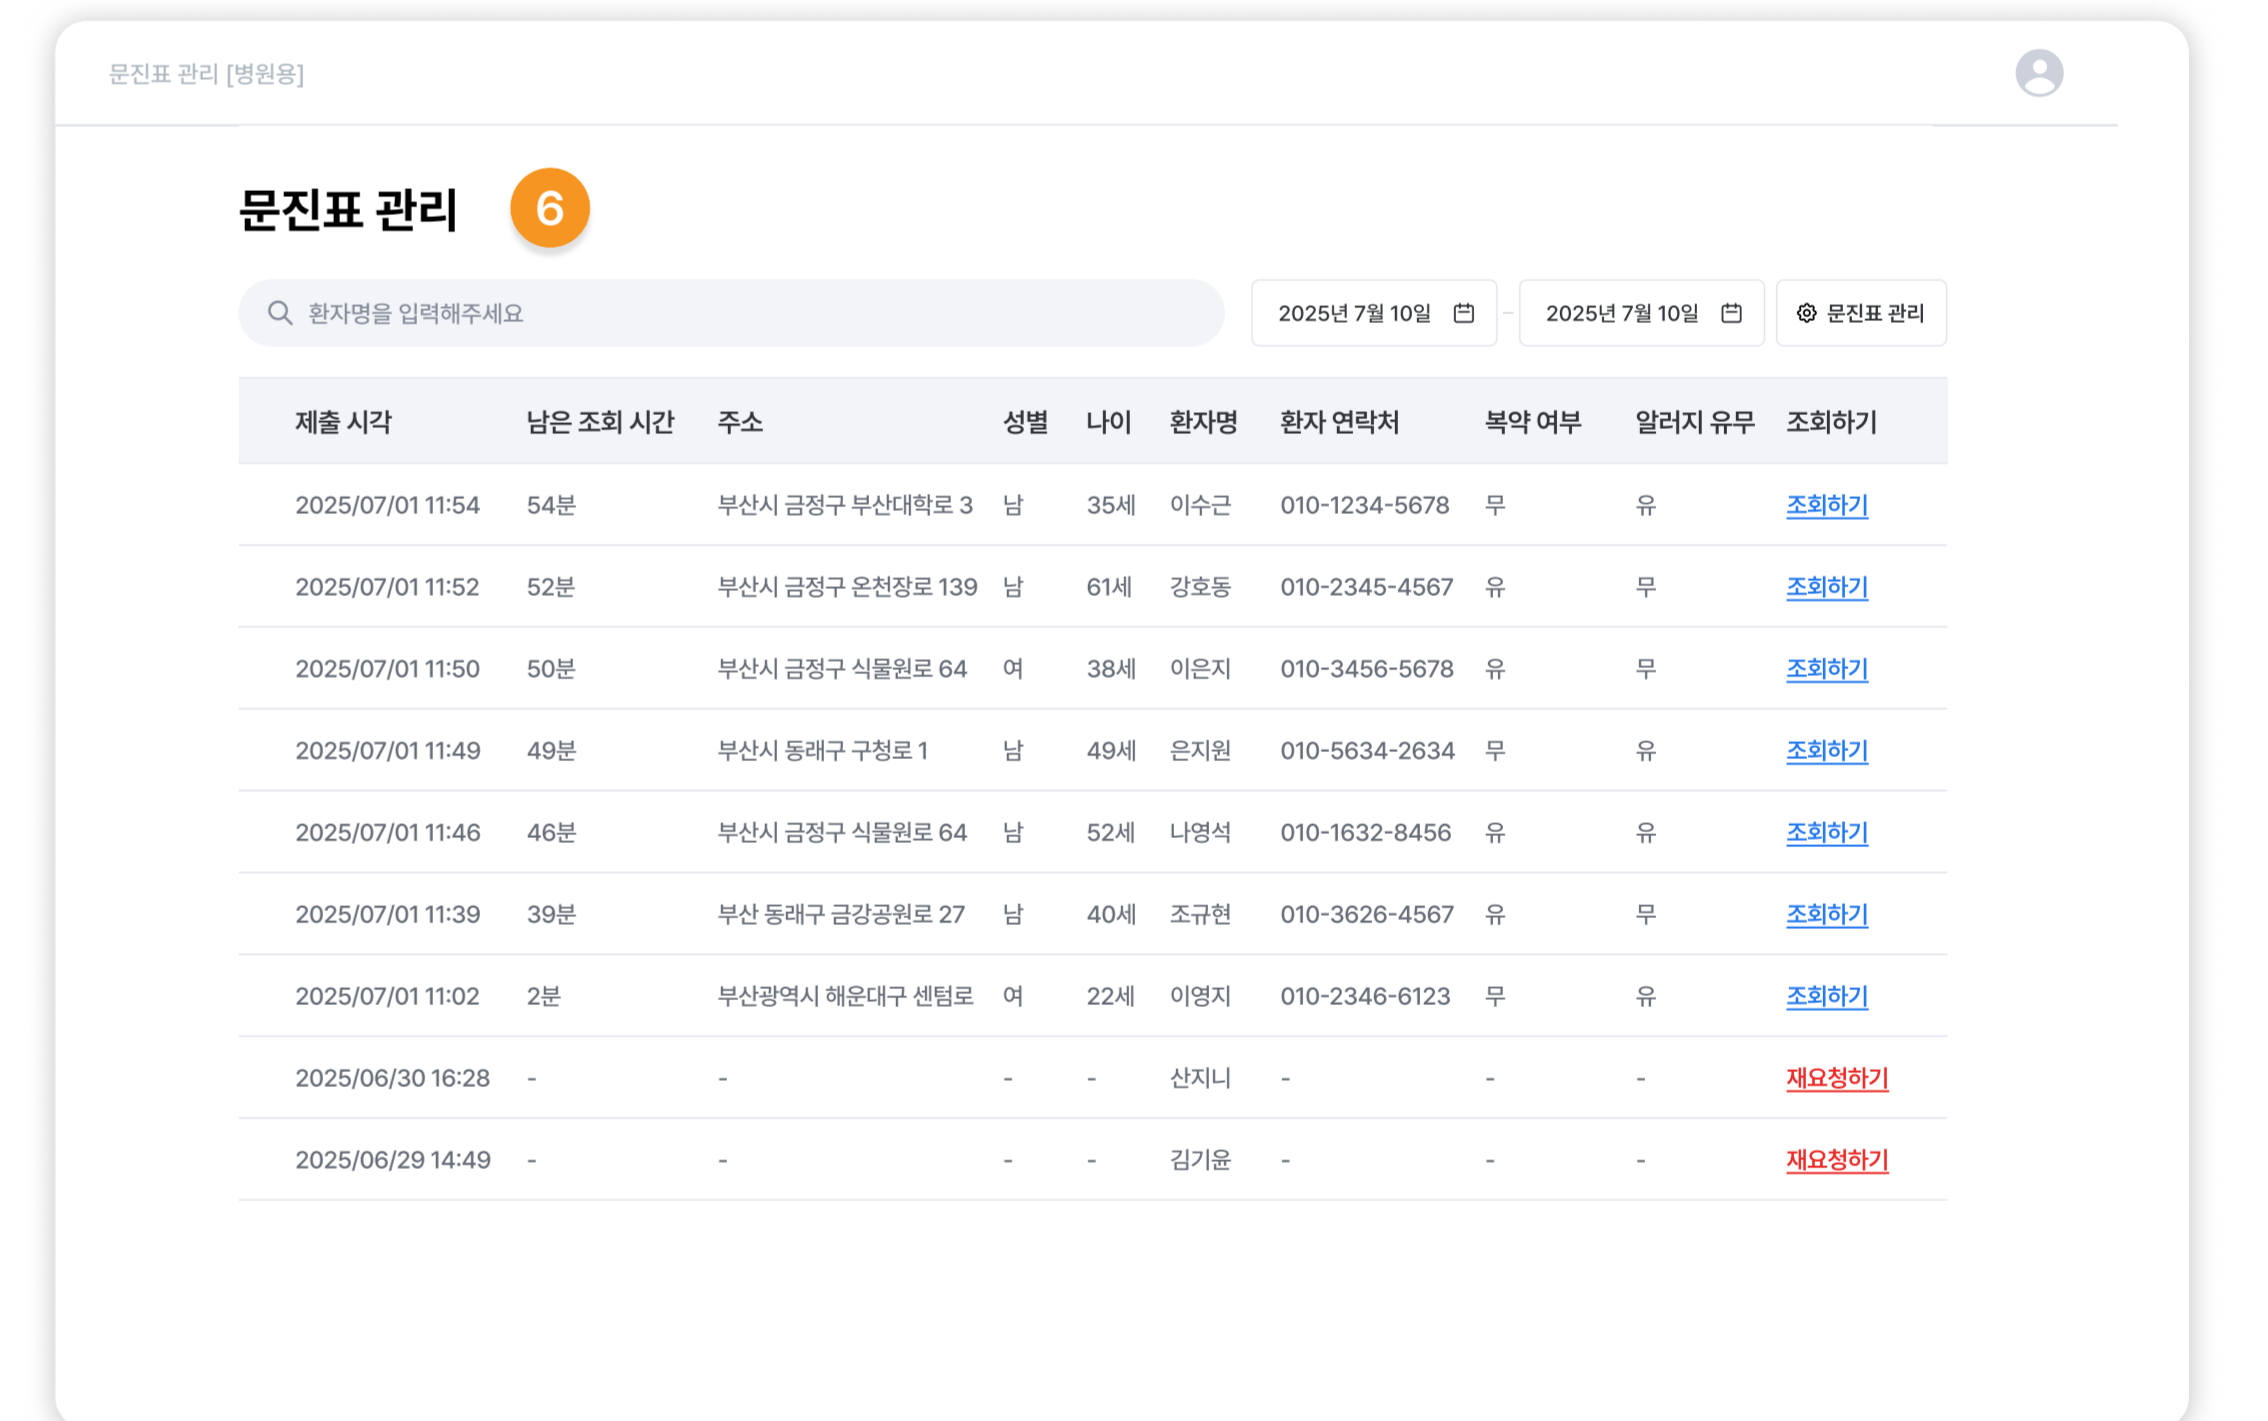 문진표 관리 [병원용]
문진표 관리 6
환자명을 입력해주세요 2025년 7월 10일 - 2025년 7월 10일 문진표 관리
제출 시각 남은 조회 시간 주소 성별 나이 환자명 환자 연락처 복약 여부 알러지 유무 조회하기
2025/07/01 11:54 54분 부산시 금정구 부산대학로 3 남 35세 이수근 010-1234-5678 무 유 조회하기
2025/07/01 11:52 52분 부산시 금정구 온천장로 139 남 61세 강호동 010-2345-4567 유 무 조회하기
2025/07/01 11:50 50분 부산시 금정구 식물원로 64 여 38세 이은지 010-3456-5678 유 무 조회하기
2025/07/01 11:49 49분 부산시 동래구 구청로 1 남 49세 은지원 010-5634-2634 무 유 조회하기
2025/07/01 11:46 46분 부산시 금정구 식물원로 64 남 52세 나영석 010-1632-8456 유 유 조회하기
2025/07/01 11:39 39분 부산 동래구 금강공원로 27 남 40세 조규현 010-3626-4567 유 무 조회하기
2025/07/01 11:02 2분 부산광역시 해운대구 센텀로 여 22세 이영지 010-2346-6123 무 유 조회하기
2025/06/30 16:28 - - - - 산지니 - - - 재요청하기
2025/06/29 14:49 - - - - 김기윤 - - - 재요청하기